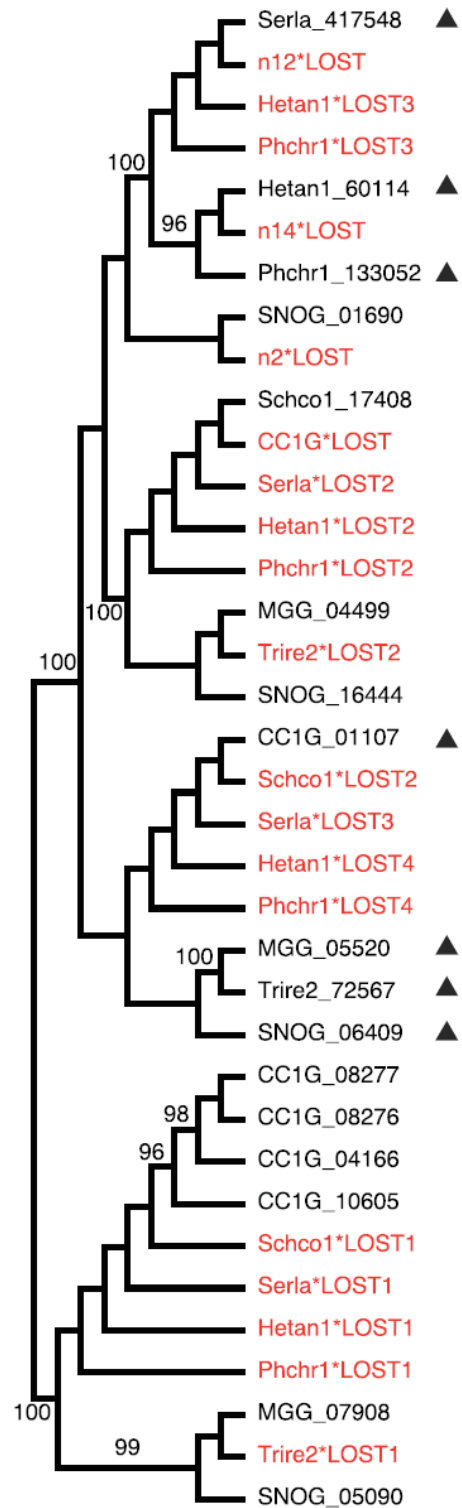 Serla_417548
n12*LOST
Hetan1*LOST3
Phchr1*LOST3
100
Hetan1_60114
96
n14*LOST
Phchr1_133052
SNOG_01690
n2*LOST
Schco1_17408
CC1G*LOST
Serla*LOST2
Hetan1*LOST2
Phchr1*LOST2
100
MGG_04499
Trire2*LOST2
100
SNOG_16444
CC1G_01107
Schco1*LOST2
Serla*LOST3
Hetan1*LOST4
Phchr1*LOST4
100
MGG_05520
Trire2_72567
SNOG_06409
CC1G_08277
98
CC1G_08276
96
CC1G_04166
CC1G_10605
Schco1*LOST1
Serla*LOST1
Hetan1*LOST1
Phchr1*LOST1
100
MGG_07908
99
Trire2*LOST1
SNOG_05090